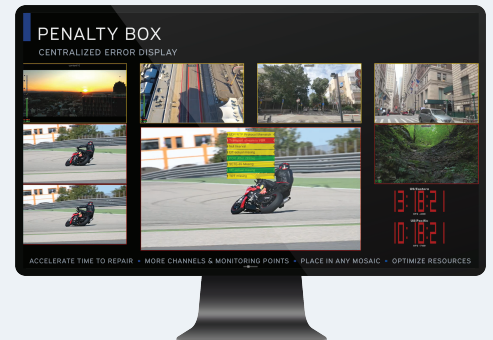 PENALTY BOX
CENTRALIZED ERROR DISPLAY
13:18:21
10:18:21
ACCELERATE TIME TO REPAIR • MORE CHANNELS & MONITORING POINTS • PLACE IN ANY MOSAIC • OPTIMIZE RESOURCES